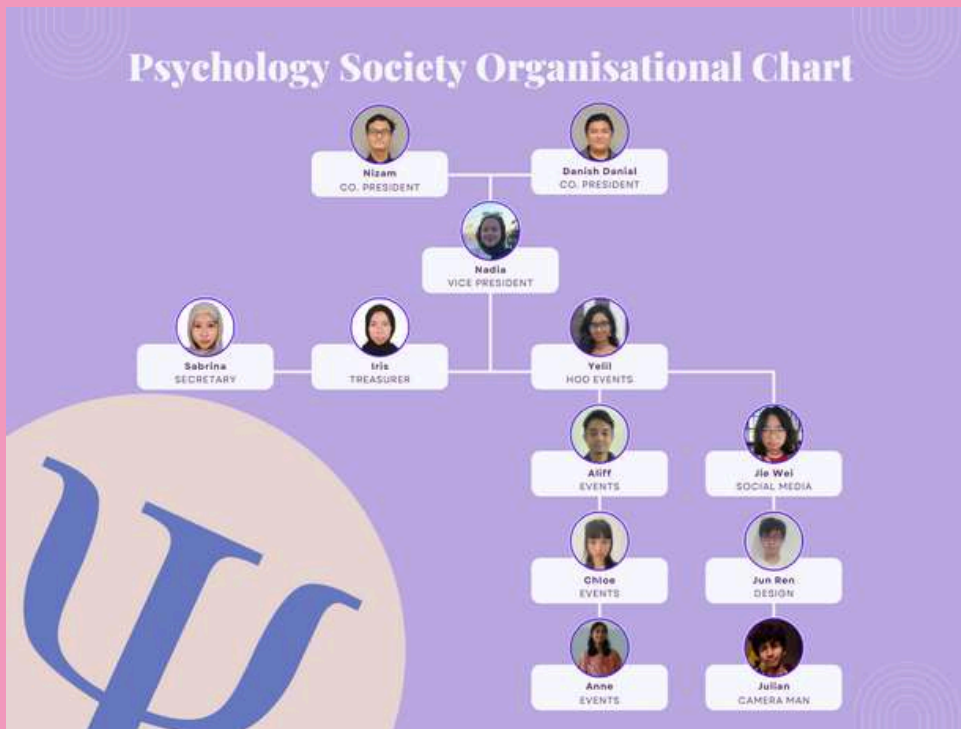 Psychology Society Organisational Chart
Nizam
CO. PRESIDENT
Danish Danial
CO. PRESIDENT
Nadia
VICE PRESIDENT
Sabrina
SECRETARY
Iris
TREASURER
Yelil
HOD EVENTS
Aliff
EVENTS
Jie Wei
SOCIAL MEDIA
Chloe
EVENTS
Jun Ren
DESIGN
Anne
EVENTS
Julian
CAMERA MAN
Ψ